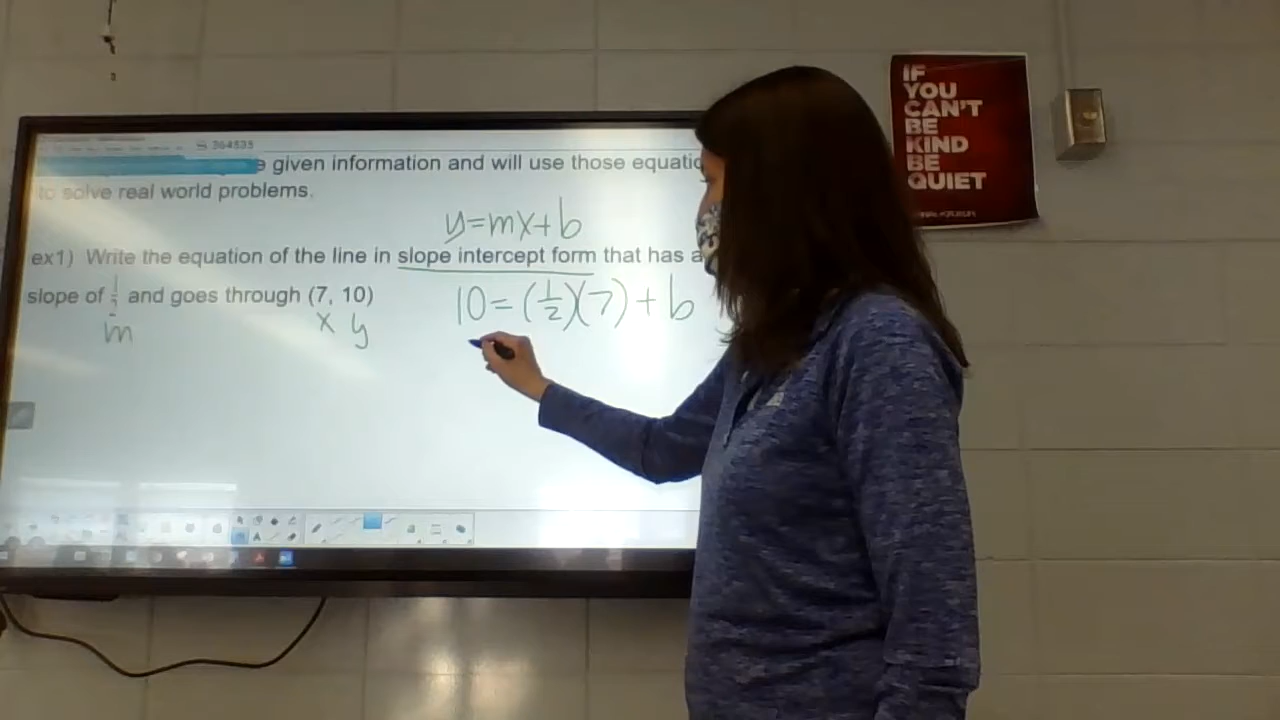 364535
given information and will use those
to solve real world problems.
y=mx+b
ex1) Write the equation of the line in slope intercept form that has a
slope of 1/2 and goes through (7, 10)
10=(1/2)(7)+b
m
x y
IF
YOU
CAN'T
BE
KIND
BE
QUIET